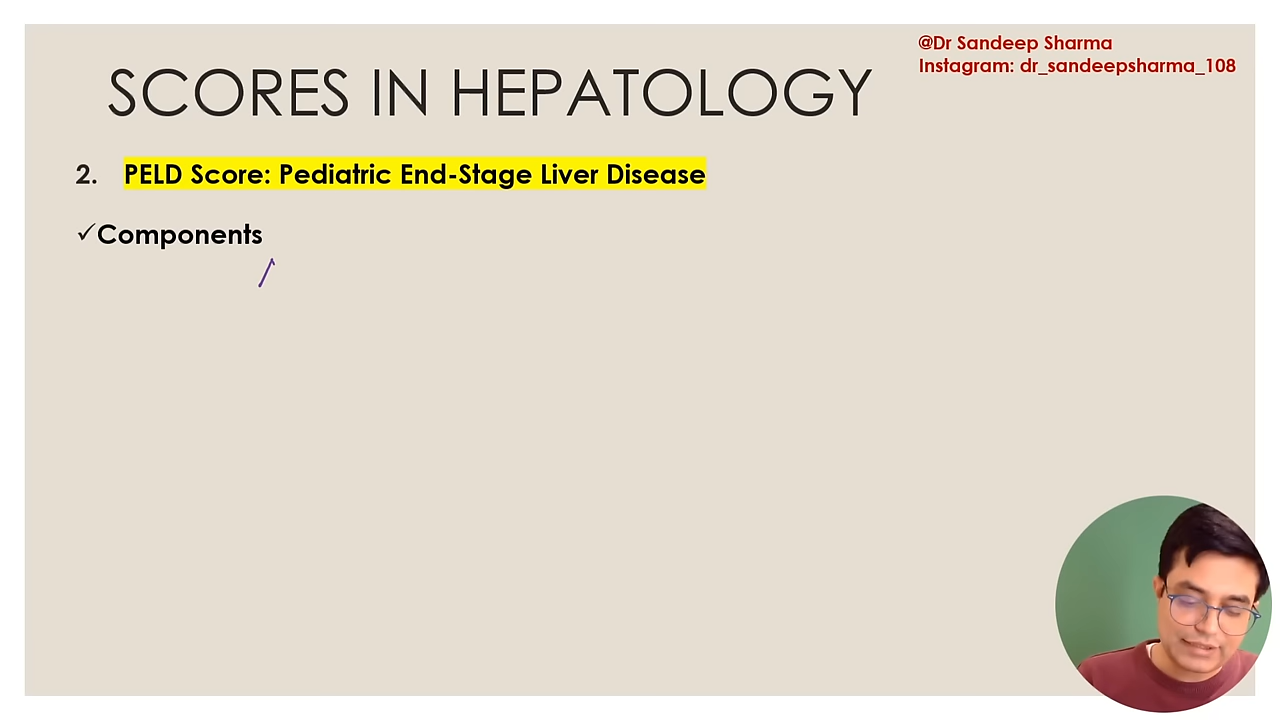 @Dr Sandeep Sharma
Instagram: dr_sandeepsharma_108
SCORES IN HEPATOLOGY
2. PELD Score: Pediatric End-Stage Liver Disease
✓Components